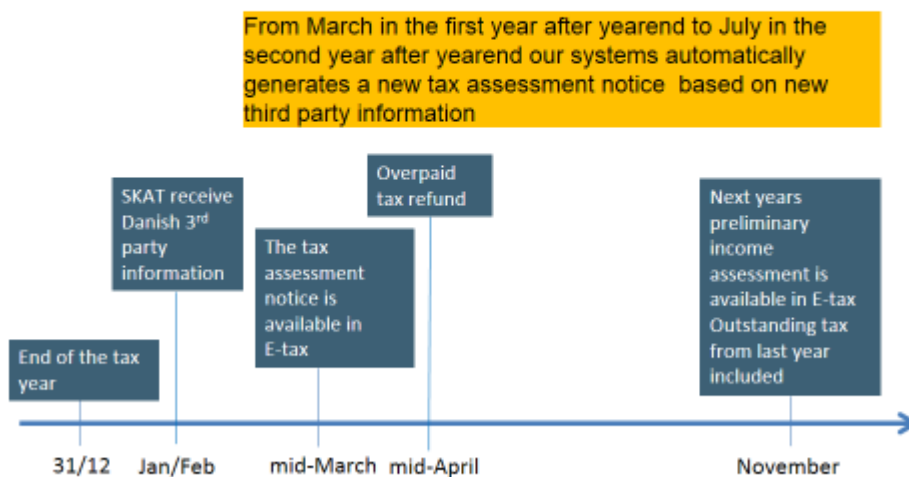 From March in the first year after yearend to July in the
second year after yearend our systems automatically
generates a new tax assessment notice based on new
third party information
Overpaid
tax refund
SKAT receive
Danish 3rd
party
information
Next years
preliminary
income
assessment is
available in E-tax
Outstanding tax
from last year
included
The tax
assessment
notice is
available in
E-tax
End of the tax
year
31/12
Jan/Feb
mid-March
mid-April
November